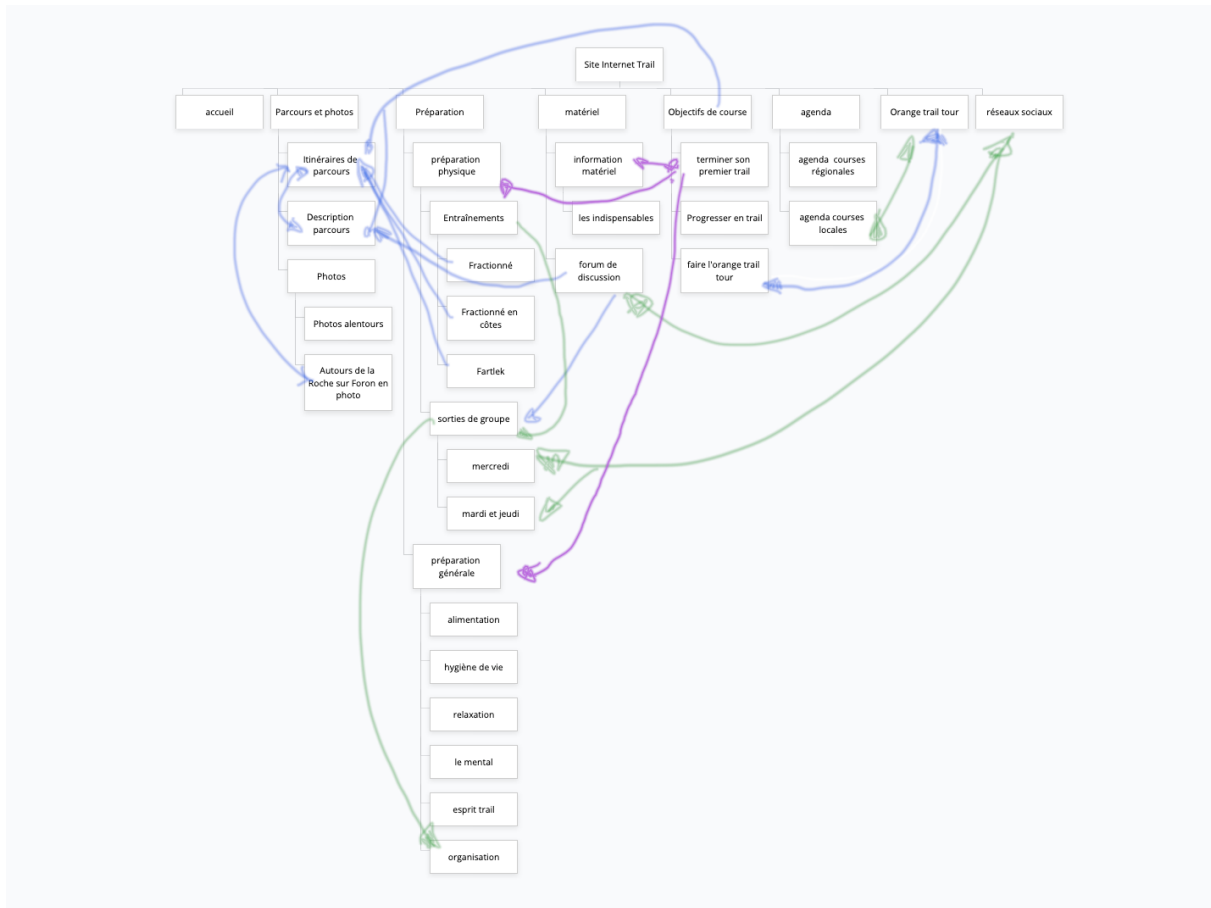 Site Internet Trail
accueil
Parcours et photos
Itinéraires de
parcours
Description
parcours
Photos
Photos alentours
Autours de la
Roche sur Foron en
photo
Préparation
préparation
physique
Entraînements
Fractionné
Fractionné en
côtes
Fartlek
sorties de groupe
mercredi
mardi et jeudi
préparation
générale
alimentation
hygiène de vie
relaxation
le mental
esprit trail
organisation
matériel
information
matériel
les indispensables
forum de
discussion
Objectifs de course
terminer son
premier trail
Progresser en trail
faire l'orange trail
tour
agenda
agenda courses
régionales
agenda courses
locales
Orange trail tour
réseaux sociaux